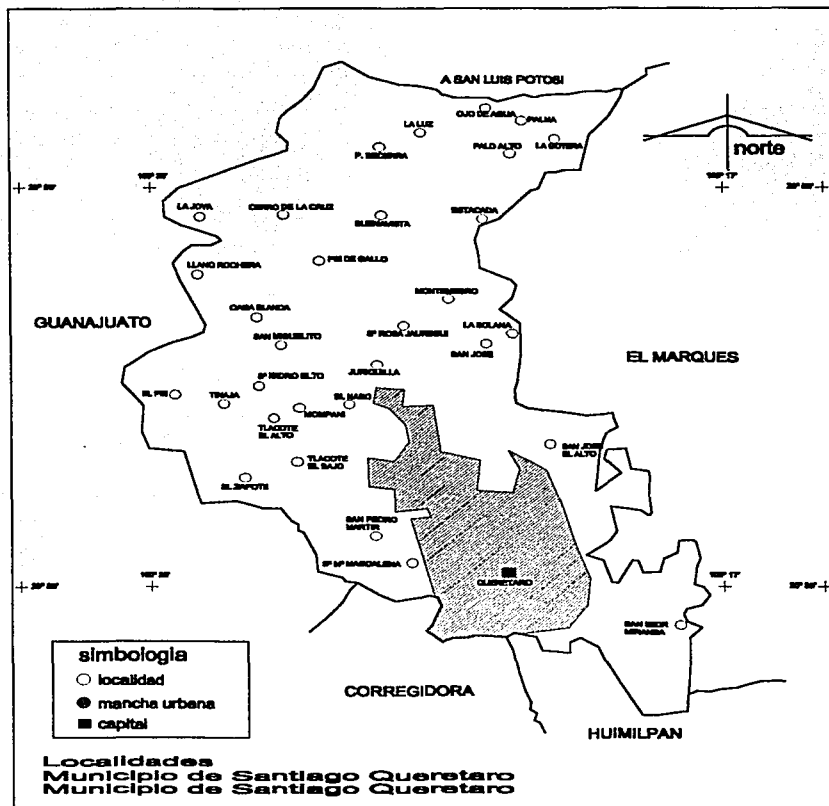 A SAN LUIS POTOSI
OJO DE AGUA
PALMA
LA LUZ
LA GOTERA
PALO ALTO
P. BECERRA
norte
LA JOYA
CERRO DE LA CRUZ
BUENAVISTA
ESTACADA
PIE DE GALLO
LLANO ROCHERA
MONTENEGRO
CASA BLANCA
GUANAJUATO
Sª ROSA JAUREGUI
LA SOLANA
SAN MIGUELITO
SAN JOSE
EL MARQUES
JURIQUILLA
Sº ISIDRO
EL PIE
TINAJA
EL NABO
MOMPANI
TLACOTE
EL ALTO
SAN JOSE
EL ALTO
TLACOTE
EL BAJO
EL ZAPOTE
SAN PEDRO
MARTIR
Sª Mª MAGDALENA
QUERETARO
SAN
MIRANDA
simbologia
localidad
mancha urbana
capital
CORREGIDORA
HUIMILPAN
Localidades
Municipio de Santiago Queretaro
Municipio de Santiago Queretaro